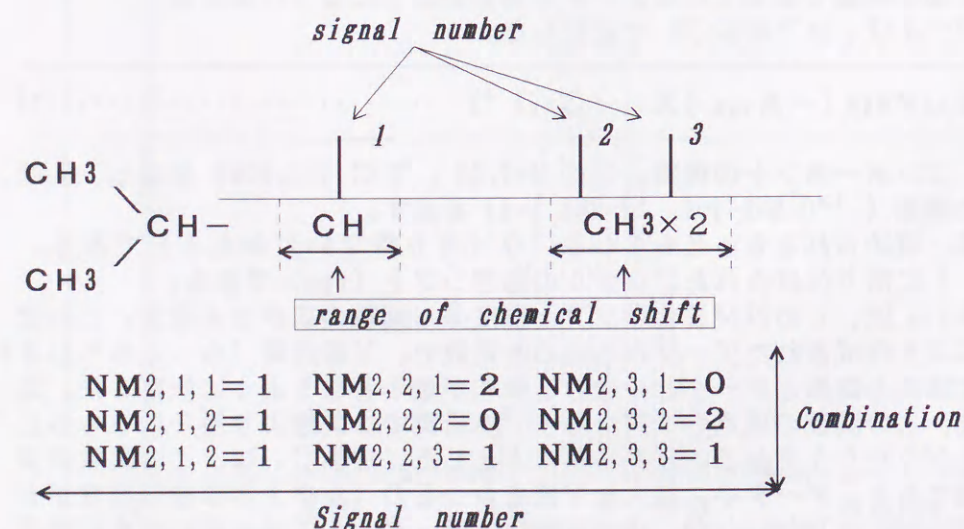 signal number
1 2 3
CH3
CH— CH CH3×2
CH3
range of chemical shift
NM2,1,1=1 NM2,2,1=2 NM2,3,1=0
NM2,1,2=1 NM2,2,2=0 NM2,3,2=2
NM2,1,2=1 NM2,2,3=1 NM2,3,3=1
Combination
Signal number